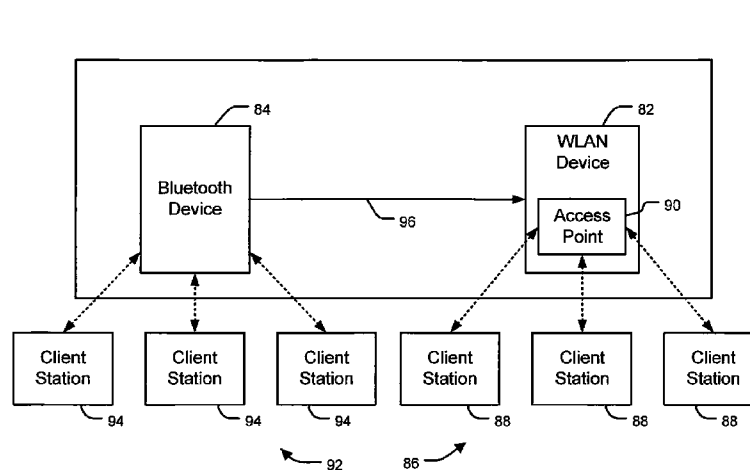 84
82
WLAN
Device
Bluetooth
Device
96
90
Access
Point
Client
Station
Client
Station
Client
Station
Client
Station
Client
Station
Client
Station
94
94
94
88
88
88
92
86